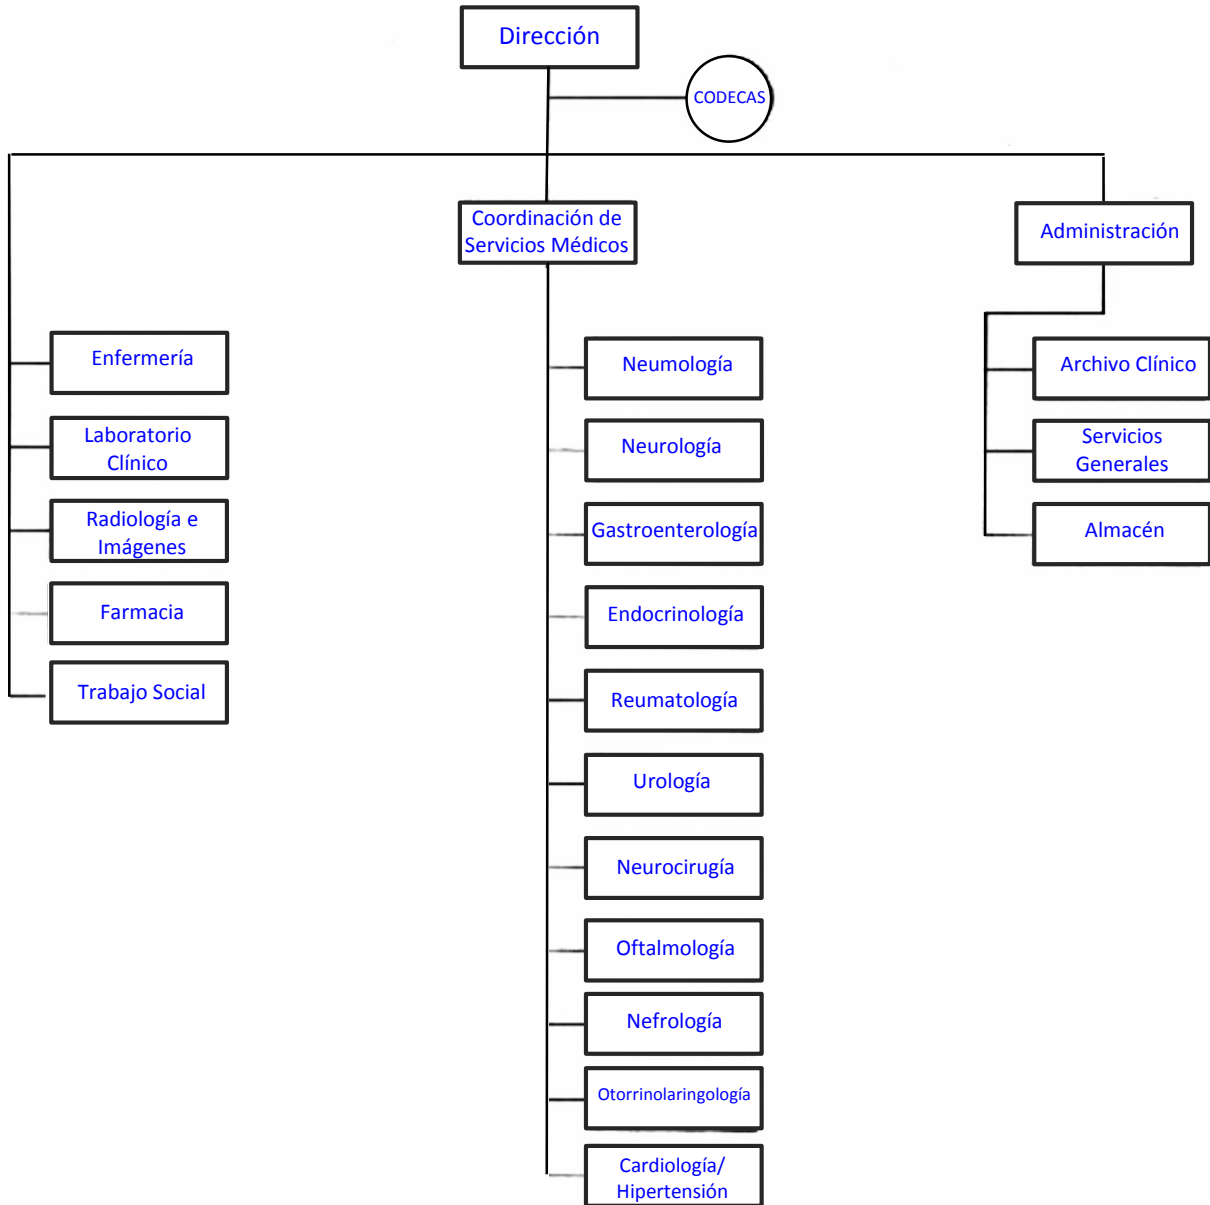 Dirección
CODECAS
Coordinación de
Servicios Médicos
Administración
Enfermería
Laboratorio
Clínico
Radiología e
Imágenes
Farmacia
Trabajo Social
Neumología
Neurología
Gastroenterología
Endocrinología
Reumatología
Urología
Neurocirugía
Oftalmología
Nefrología
Otorrinolaringología
Cardiología/
Hipertensión
Archivo Clínico
Servicios
Generales
Almacén